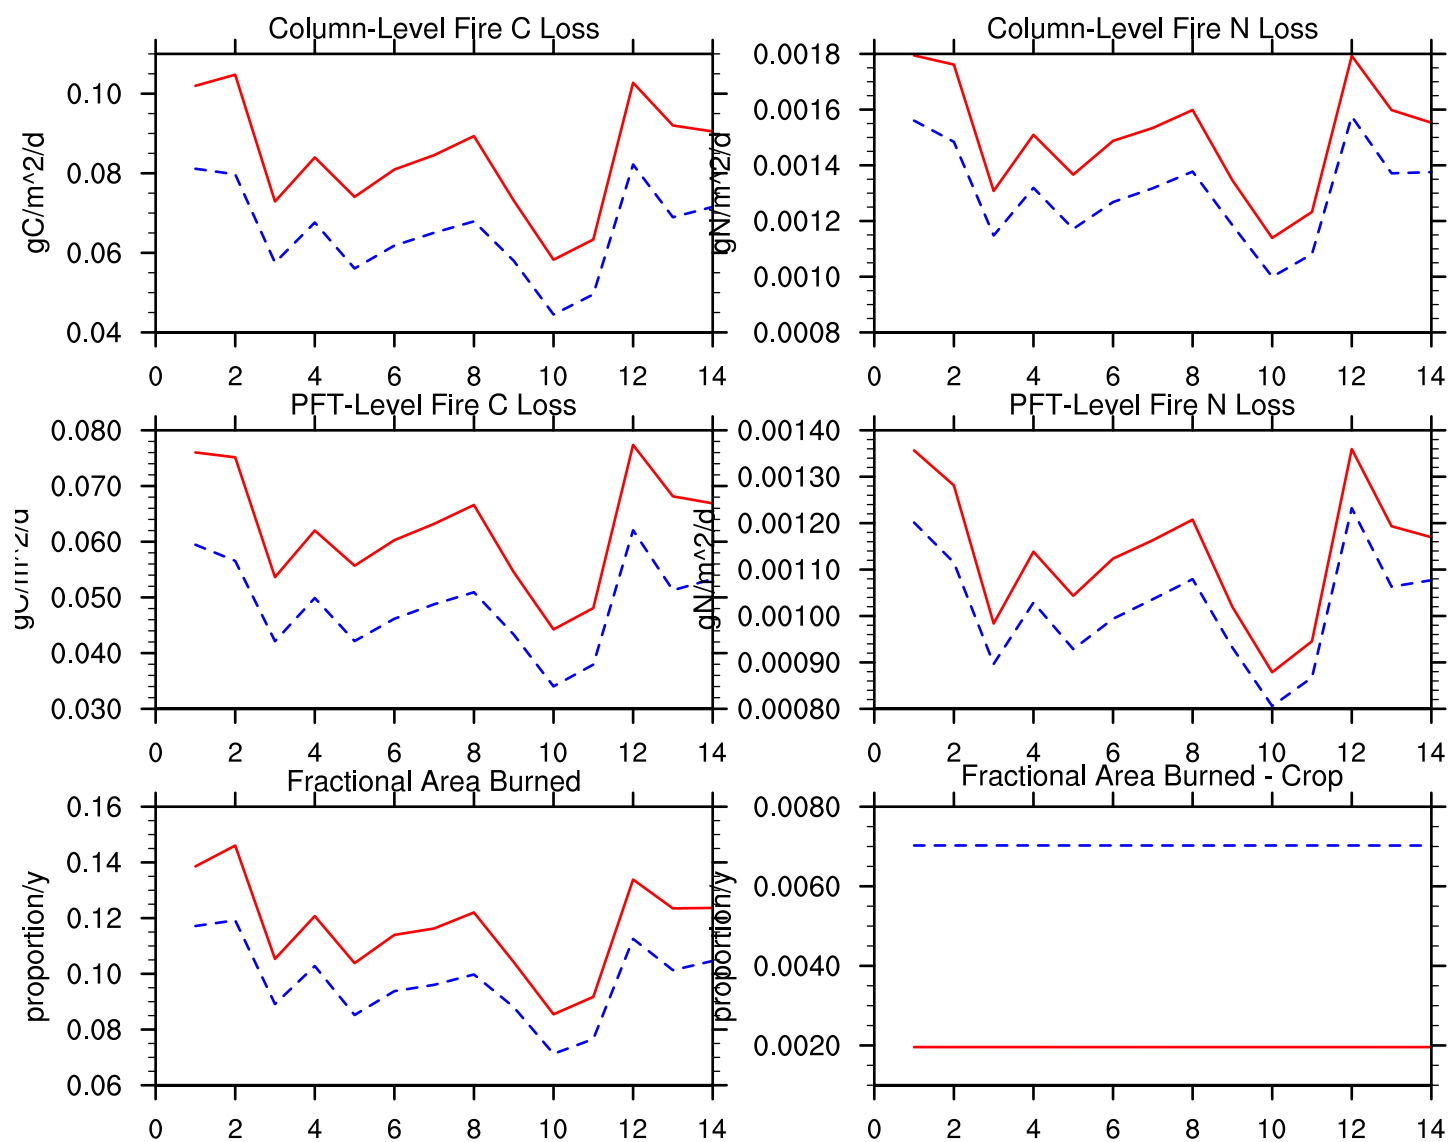 Column-Level Fire C Loss
gC/m^2/d
0.10
0.08
0.06
0.04
0 2 4 6 8 10 12 14
Column-Level Fire N Loss
gN/m^2/d
0.0018
0.0016
0.0014
0.0012
0.0010
0.0008
0 2 4 6 8 10 12 14
PFT-Level Fire C Loss
gC/m^2/d
0.080
0.070
0.060
0.050
0.040
0.030
0 2 4 6 8 10 12 14
PFT-Level Fire N Loss
gN/m^2/d
0.00140
0.00130
0.00120
0.00110
0.00100
0.00090
0.00080
0 2 4 6 8 10 12 14
Fractional Area Burned
proportion/y
0.16
0.14
0.12
0.10
0.08
0.06
0 2 4 6 8 10 12 14
Fractional Area Burned - Crop
proportion/y
0.0080
0.0060
0.0040
0.0020
0 2 4 6 8 10 12 14